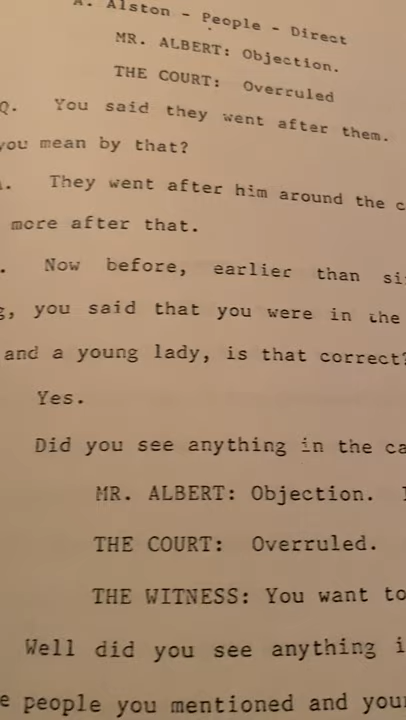 A. Alston - People - Direct
MR. ALBERT: Objection.
THE COURT: Overruled
Q. You said they went after them.
you mean by that?
They went after him around the
more after that.
Now before, earlier than
you said that you were in the
and a young lady, is that correct?
Yes.
Did you see anything in the
MR. ALBERT: Objection.
THE COURT: Overruled.
THE WITNESS: You want to
Well did you see anything
people you mentioned and